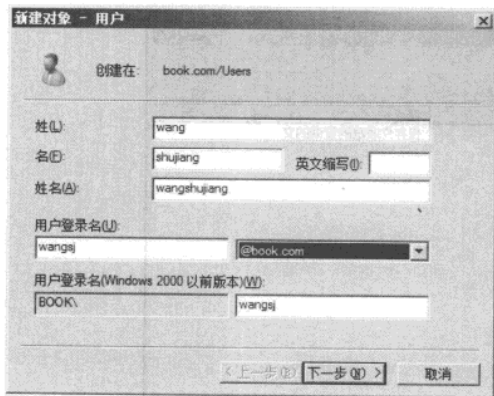 新建对象 - 用户
创建在: book.com/Users
姓(L): wang
名(F): shujiang 英文缩写(I):
姓名(A): wangshujiang
用户登录名(U):
wangsj @book.com
用户登录名(Windows 2000 以前版本)(W):
BOOK\ wangsj
< 上一步(B) 下一步(N) > 取消